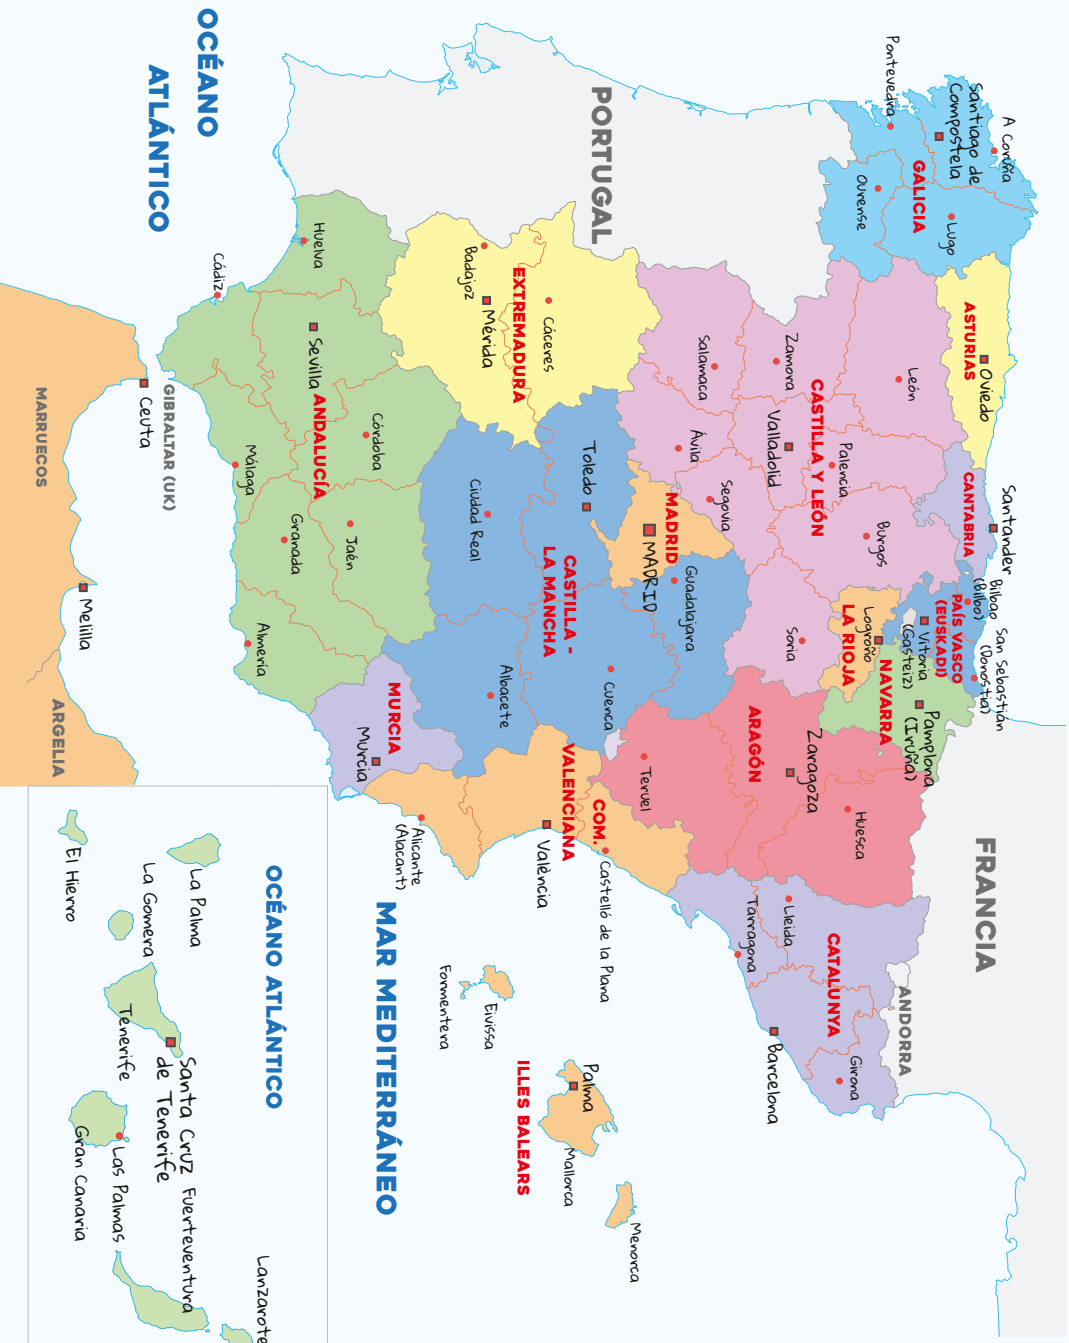 A Coruña
Santiago de
Compostela
Lugo
GALICIA
Pontevedra
Ourense
ASTURIAS
Oviedo
Santander
CANTABRIA
Bilbao
(Bilbo)
San Sebastián
(Donostia)
PAÍS VASCO
(EUSKADI)
Vitoria
(Gasteiz)
Pamplona
(Iruña)
NAVARRA
Logroño
LA RIOJA
FRANCIA
ANDORRA
León
Palencia
Burgos
CASTILLA Y LEÓN
Zamora
Valladolid
Soria
Salamaca
Ávila
Segovia
Huesca
Zaragoza
ARAGÓN
Teruel
CATALUNYA
Lleida
Girona
Tarragona
Barcelona
PORTUGAL
MADRID
MADRID
Guadalajara
Toledo
Cuenca
CASTILLA -
LA MANCHA
Ciudad Real
Albacete
Cáceres
EXTREMADURA
Mérida
Badajoz
COM.
VALENCIANA
Castelló de la Plana
València
Alicante
(Alacant)
Menorca
Mallorca
Palma
ILLES BALEARS
Eivissa
Formentera
MURCIA
Murcia
Huelva
Sevilla
ANDALUCÍA
Córdoba
Jaén
Cádiz
Málaga
Granada
Almería
MAR MEDITERRÁNEO
OCÉANO
ATLÁNTICO
GIBRALTAR (UK)
Ceuta
Melilla
MARRUECOS
ARGELIA
OCÉANO ATLÁNTICO
Lanzarote
La Palma
Santa Cruz
de Tenerife
Fuerteventura
La Gomera
Tenerife
Las Palmas
El Hierro
Gran Canaria